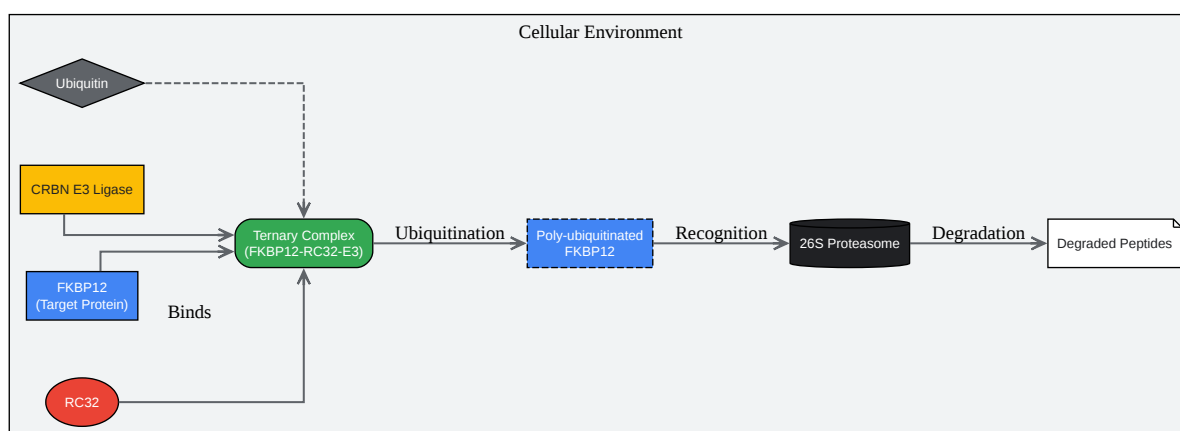 Cellular Environment
Ubiquitin
CRBN E3 Ligase
FKBP12
(Target Protein)
Binds
RC32
Ternary Complex
(FKBP12-RC32-E3)
Ubiquitination
Poly-ubiquitinated
FKBP12
Recognition
26S Proteasome
Degradation
Degraded Peptides